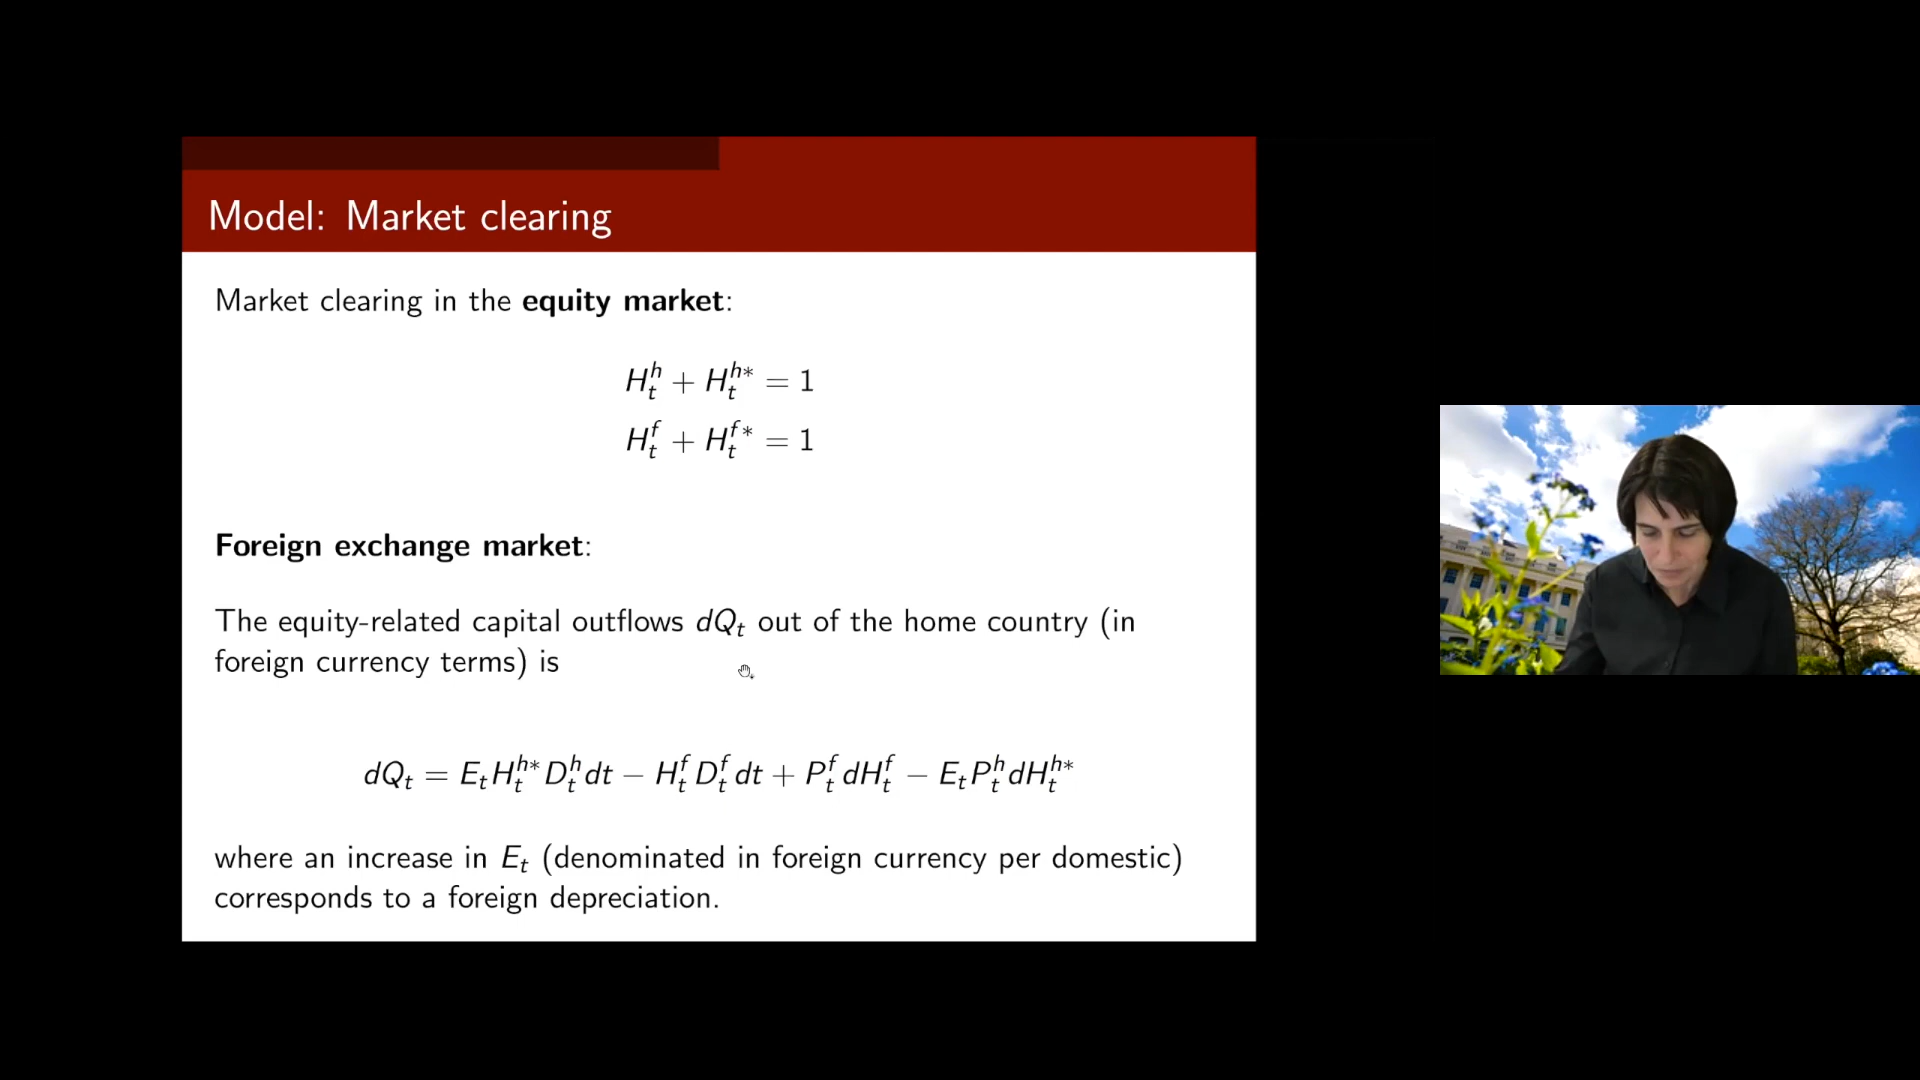 Model: Market clearing
Market clearing in the equity market:
H_t^h + H_t^{h*} = 1
H_t^f + H_t^{f*} = 1
Foreign exchange market:
The equity-related capital outflows dQ_t out of the home country (in
foreign currency terms) is
dQ_t = E_t H_t^{h*} D_t^h dt − H_t^f D_t^f dt + P_t^f dH_t^f − E_t P_t^h dH_t^{h*}
where an increase in E_t (denominated in foreign currency per domestic)
corresponds to a foreign depreciation.